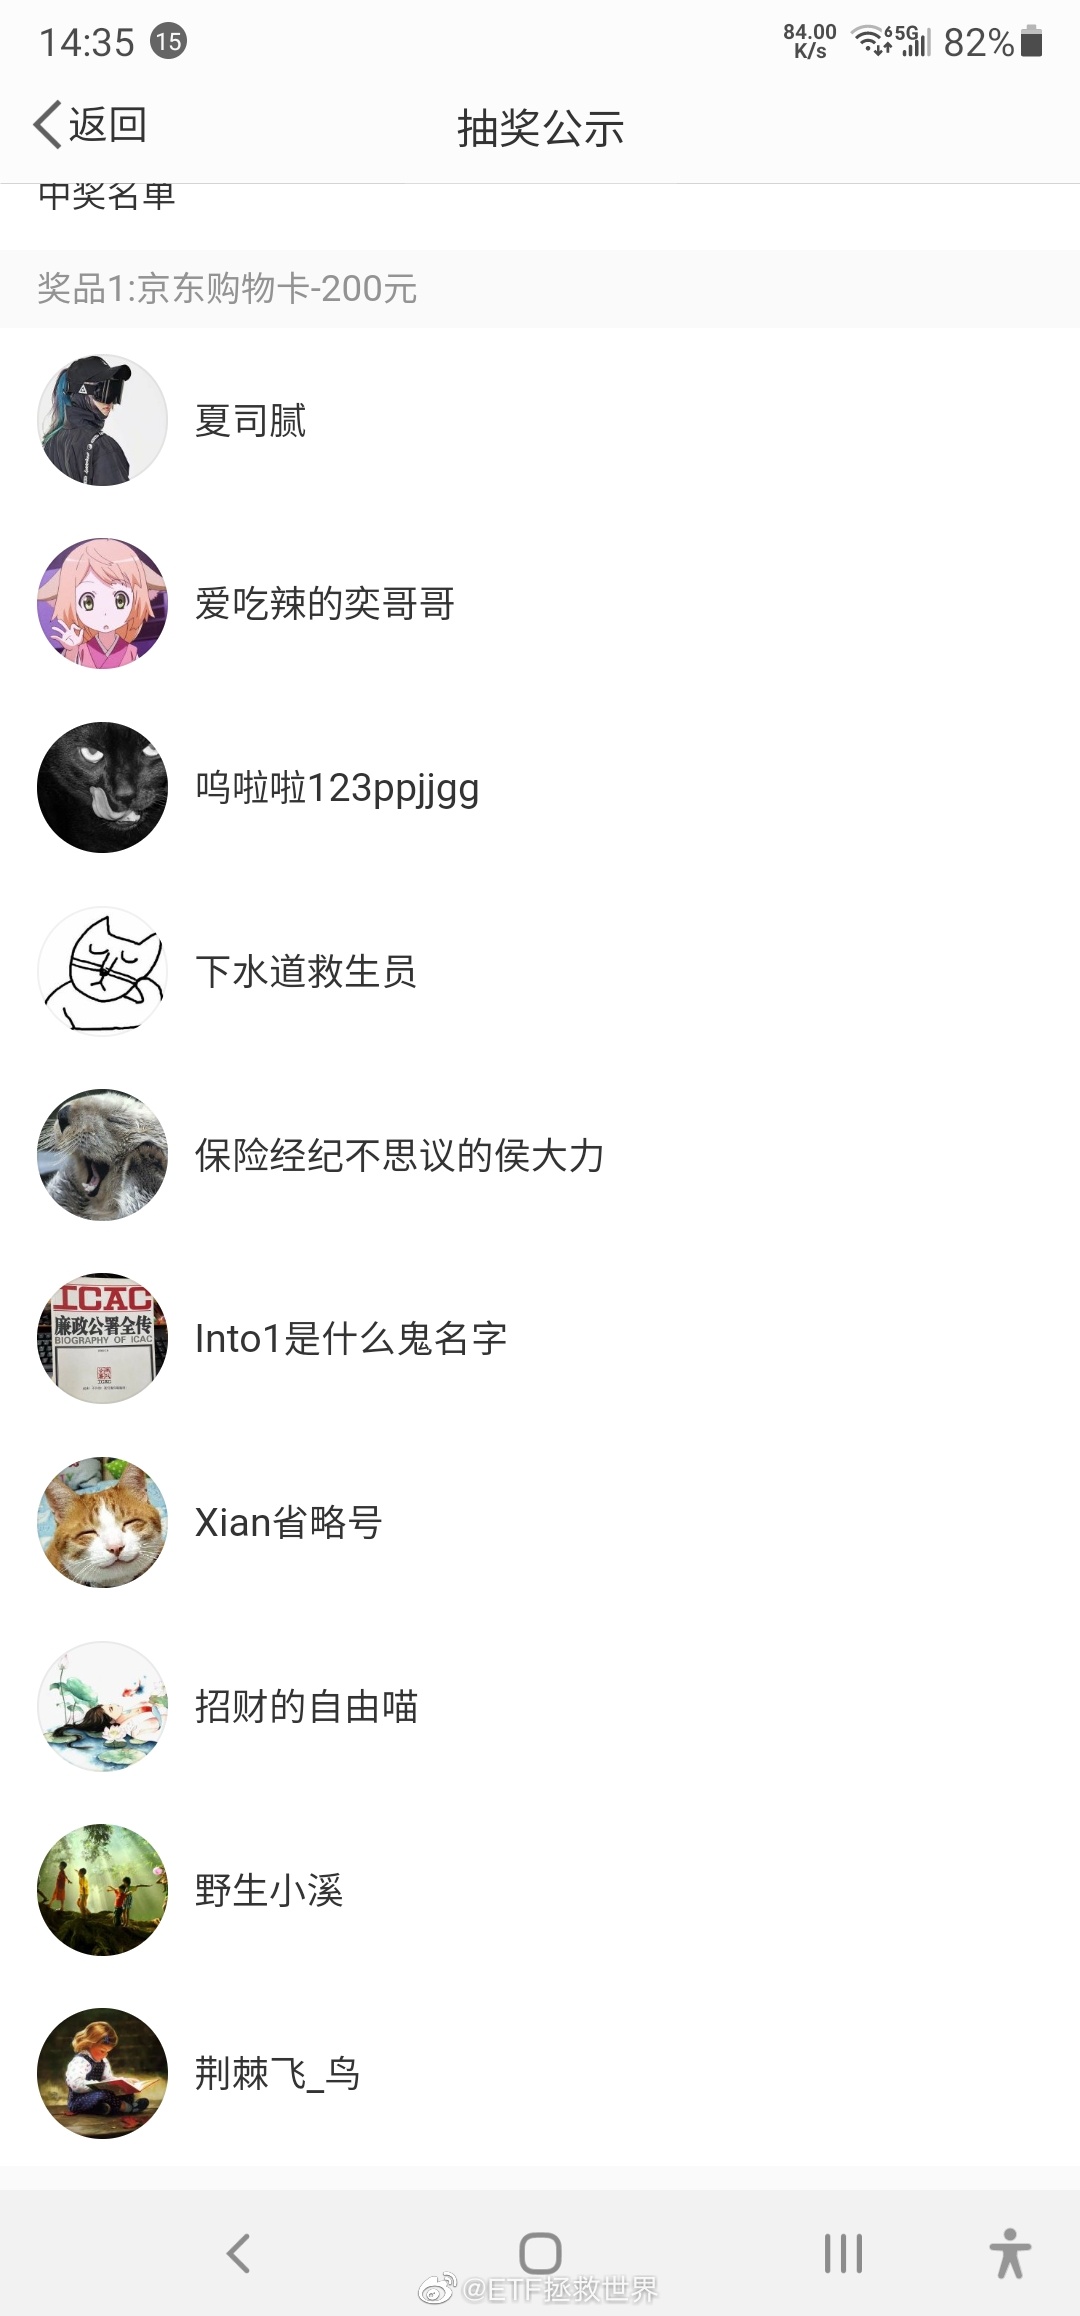 14:35 15 84.00 K/s 6 5G 82%
返回 抽奖公示
中奖名单
奖品1:京东购物卡-200元
夏司腻
爱吃辣的奕哥哥
呜啦啦123ppjjgg
下水道救生员
保险经纪不思议的侯大力
ICAC
廉政公署全传
BIOGRAPHY OF ICAC
Into1是什么鬼名字
Xian省略号
招财的自由喵
野生小溪
荆棘飞_鸟
@ETF拯救世界